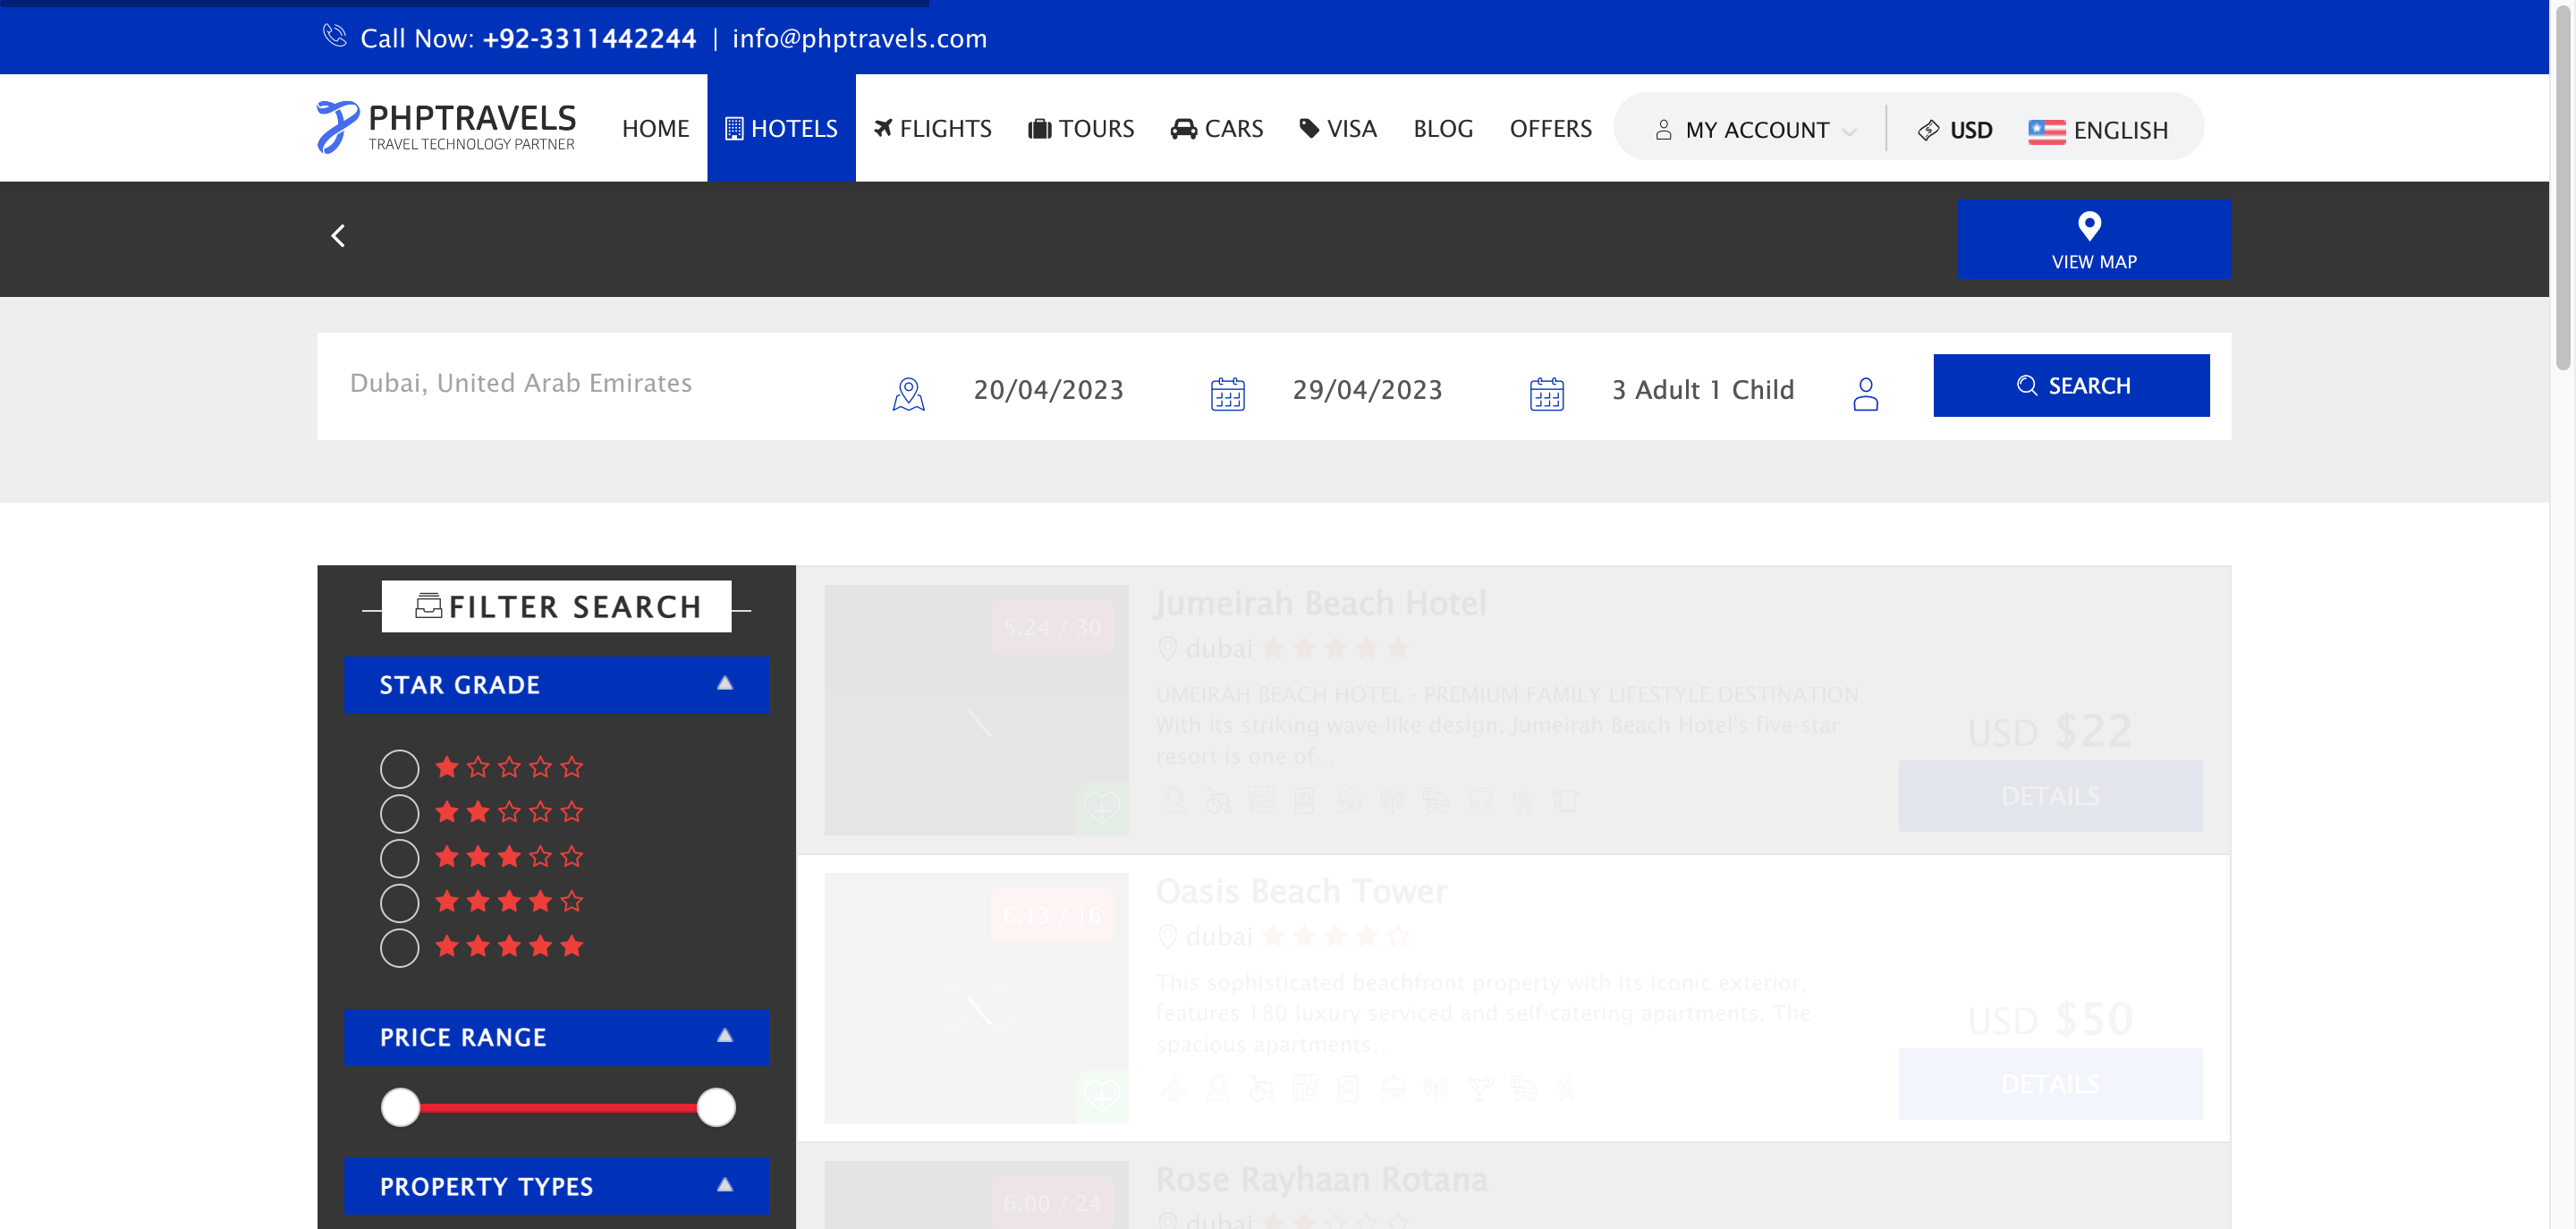 Call Now: +92-3311442244 | info@phptravels.com
PHPTRAVELS
TRAVEL TECHNOLOGY PARTNER
HOME HOTELS FLIGHTS TOURS CARS VISA BLOG OFFERS MY ACCOUNT USD ENGLISH
VIEW MAP
Dubai, United Arab Emirates 20/04/2023 29/04/2023 3 Adult 1 Child SEARCH
FILTER SEARCH
STAR GRADE
PRICE RANGE
PROPERTY TYPES
5.24 / 30
Jumeirah Beach Hotel
dubai
UMEIRAH BEACH HOTEL - PREMIUM FAMILY LIFESTYLE DESTINATION
With its striking wave-like design, Jumeirah Beach Hotel's five-star
resort is one of...
USD $22
DETAILS
6.13 / 16
Oasis Beach Tower
dubai
This sophisticated beachfront property with its iconic exterior,
features 180 luxury serviced and self-catering apartments. The
spacious apartments...
USD $50
DETAILS
6.00 / 24
Rose Rayhaan Rotana
dubai